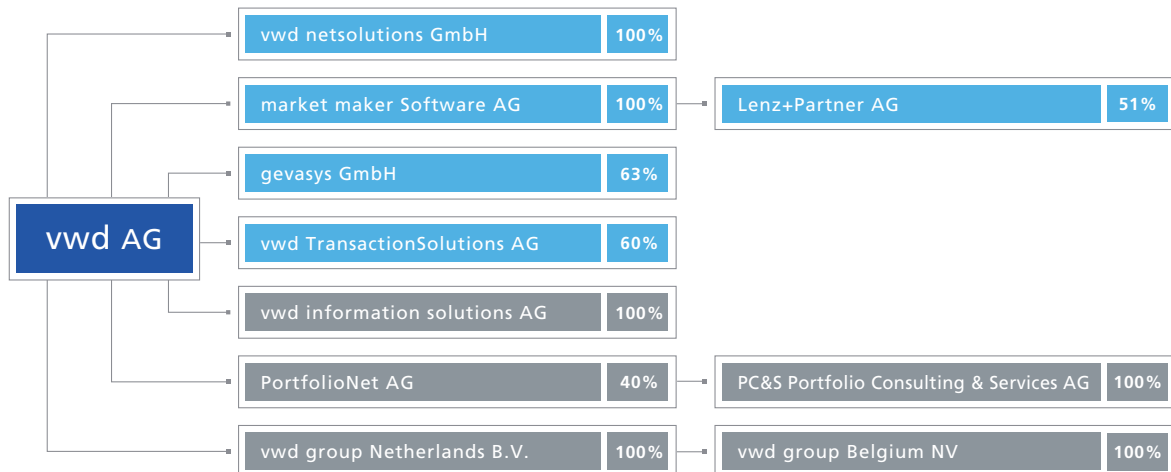 vwd netsolutions GmbH 100%
market maker Software AG 100% Lenz+Partner AG 51%
gevasys GmbH 63%
vwd AG
vwd TransactionSolutions AG 60%
vwd information solutions AG 100%
PortfolioNet AG 40% PC&S Portfolio Consulting & Services AG 100%
vwd group Netherlands B.V. 100% vwd group Belgium NV 100%